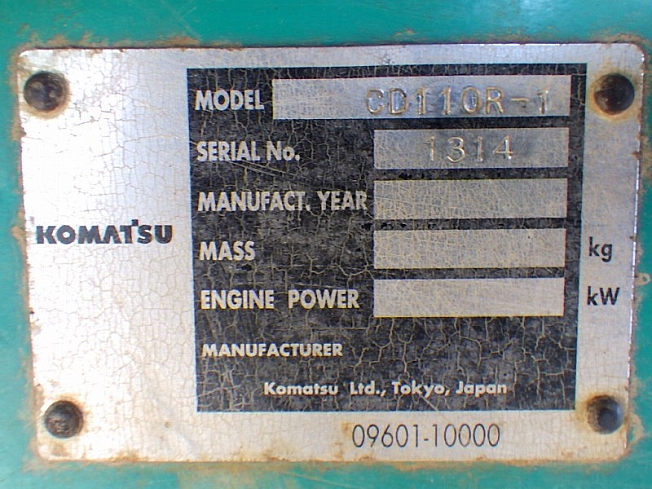 MODEL CD110R-1
SERIAL No. 1314
MANUFACT. YEAR
KOMATSU
MASS kg
ENGINE POWER kW
MANUFACTURER
Komatsu Ltd., Tokyo, Japan
09601-10000